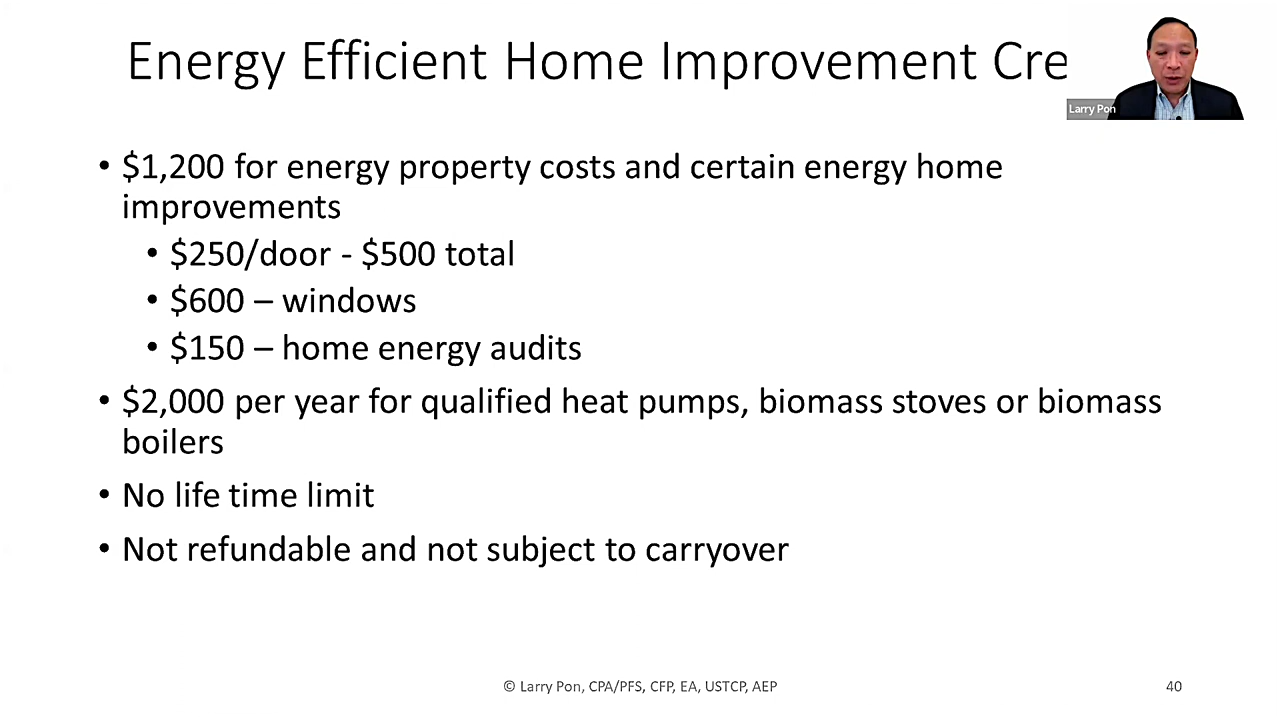 Energy Efficient Home Improvement Cre
Larry Pon
• $1,200 for energy property costs and certain energy home
improvements
• $250/door - $500 total
• $600 – windows
• $150 – home energy audits
• $2,000 per year for qualified heat pumps, biomass stoves or biomass
boilers
• No life time limit
• Not refundable and not subject to carryover
© Larry Pon, CPA/PFS, CFP, EA, USTCP, AEP
40